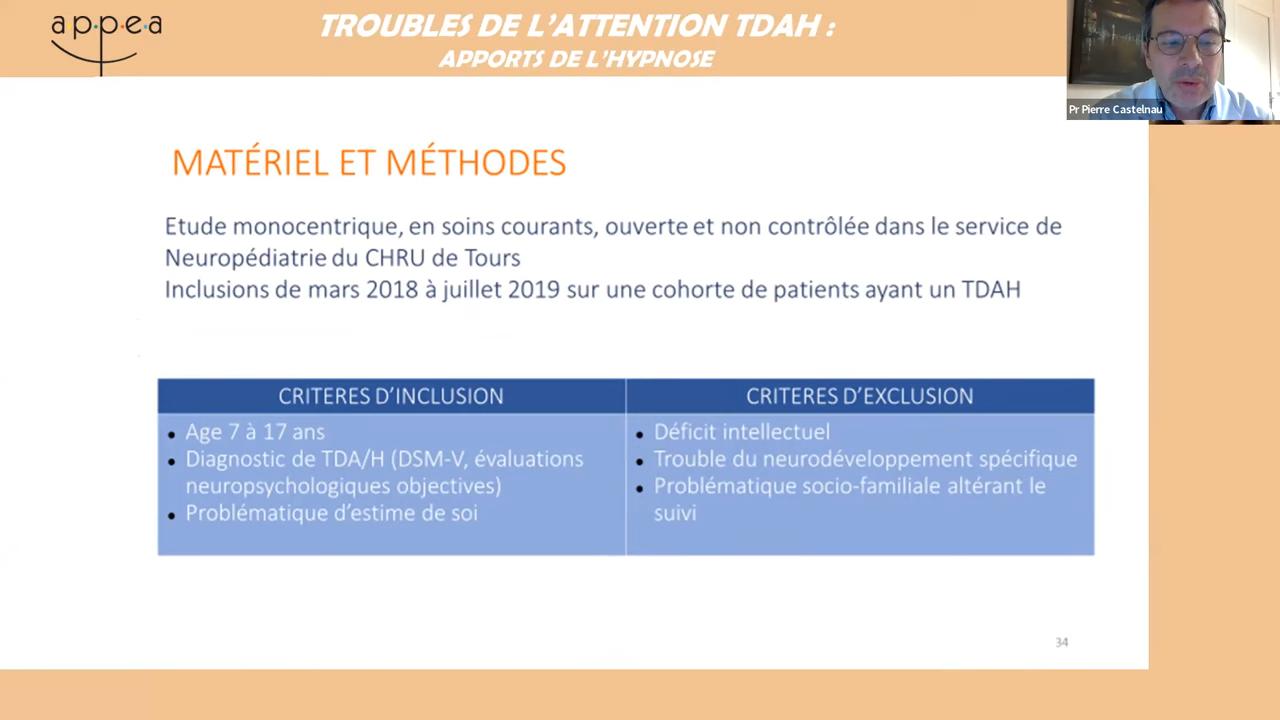 appea
TROUBLES DE L'ATTENTION TDAH :
APPORTS DE L'HYPNOSE
Pr Pierre Castelnau
MATÉRIEL ET MÉTHODES
Etude monocentrique, en soins courants, ouverte et non contrôlée dans le service de
Neuropédiatrie du CHRU de Tours
Inclusions de mars 2018 à juillet 2019 sur une cohorte de patients ayant un TDAH
CRITERES D'INCLUSION
• Age 7 à 17 ans
• Diagnostic de TDA/H (DSM-V, évaluations
neuropsychologiques objectives)
• Problématique d'estime de soi
CRITERES D'EXCLUSION
• Déficit intellectuel
• Trouble du neurodéveloppement spécifique
• Problématique socio-familiale altérant le
suivi
34